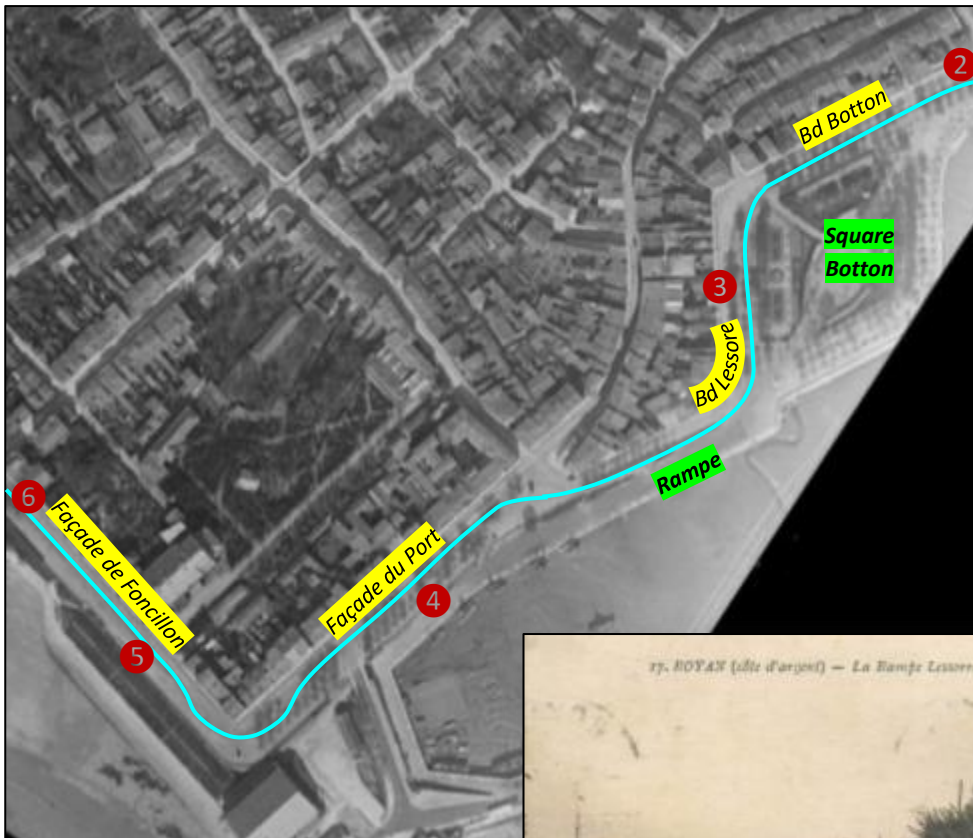 2
Bd Botton
Square
Botton
3
Bd Lessore
Rampe
6
Façade de Foncillon
Façade du Port
4
5
17. ROYAN (côte d'argent) — La Rampe Lessore